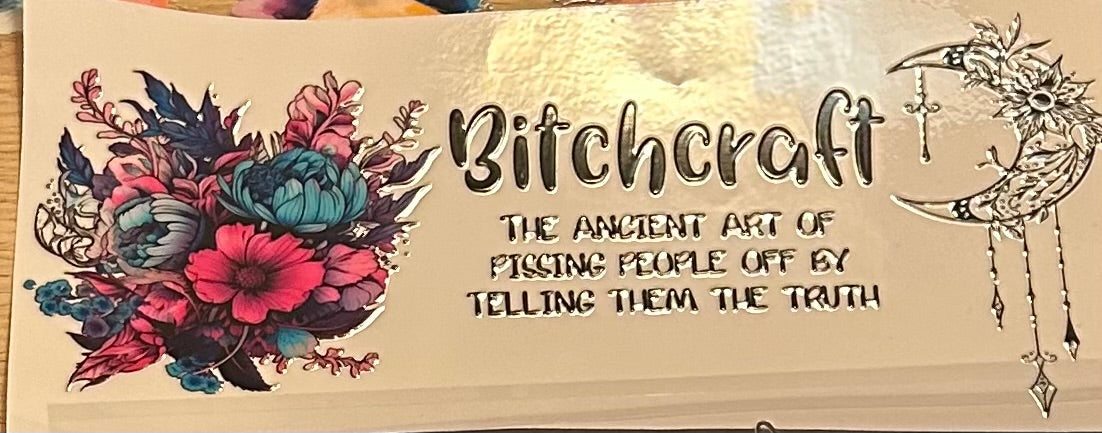 Bitchcraft
THE ANCIENT ART OF
PISSING PEOPLE OFF BY
TELLING THEM THE TRUTH